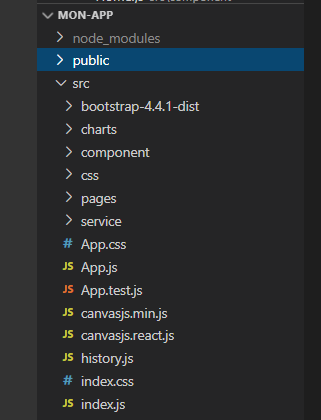 MON-APP
node_modules
public
src
bootstrap-4.4.1-dist
charts
component
css
pages
service
# App.css
JS App.js
JS App.test.js
JS canvasjs.min.js
JS canvasjs.react.js
JS history.js
# index.css
JS index.js